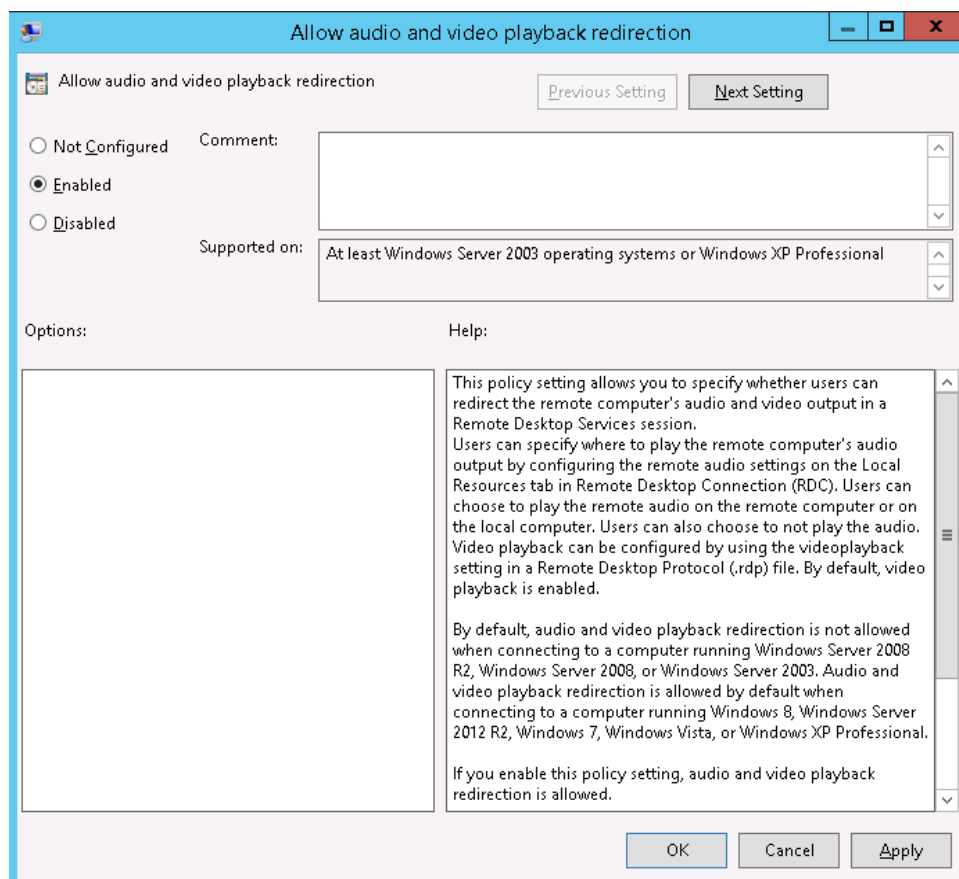 Allow audio and video playback redirection
Allow audio and video playback redirection
Previous Setting
Next Setting
Not Configured
Comment:
Enabled
Disabled
Supported on:
At least Windows Server 2003 operating systems or Windows XP Professional
Options:
Help:
This policy setting allows you to specify whether users can
redirect the remote computer's audio and video output in a
Remote Desktop Services session.
Users can specify where to play the remote computer's audio
output by configuring the remote audio settings on the Local
Resources tab in Remote Desktop Connection (RDC). Users can
choose to play the remote audio on the remote computer or on
the local computer. Users can also choose to not play the audio.
Video playback can be configured by using the videoplayback
setting in a Remote Desktop Protocol (.rdp) file. By default, video
playback is enabled.
By default, audio and video playback redirection is not allowed
when connecting to a computer running Windows Server 2008
R2, Windows Server 2008, or Windows Server 2003. Audio and
video playback redirection is allowed by default when
connecting to a computer running Windows 8, Windows Server
2012 R2, Windows 7, Windows Vista, or Windows XP Professional.
If you enable this policy setting, audio and video playback
redirection is allowed.
OK
Cancel
Apply